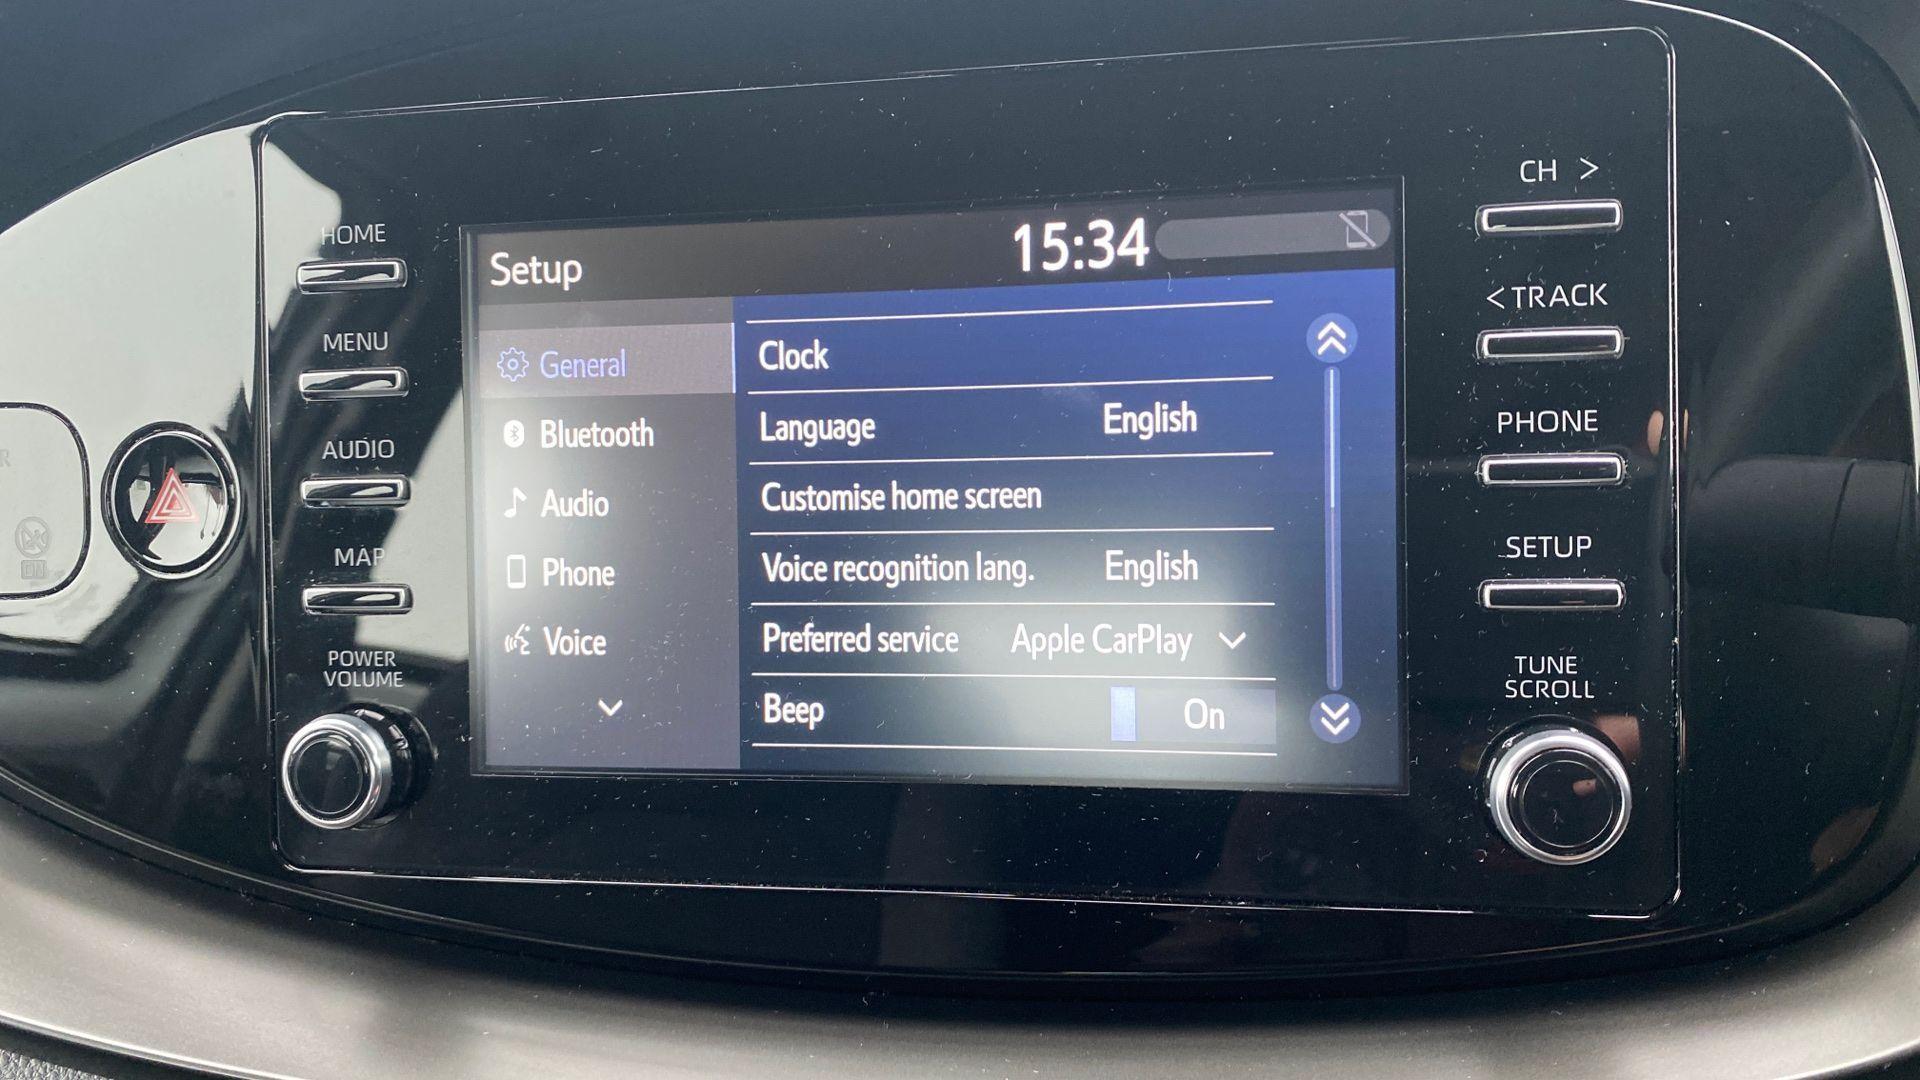 HOME
MENU
AUDIO
MAP
POWER
VOLUME
Setup
15:34
General
Bluetooth
Audio
Phone
Voice
Clock
Language English
Customise home screen
Voice recognition lang. English
Preferred service Apple CarPlay
Beep On
CH >
< TRACK
PHONE
SETUP
TUNE
SCROLL
ON